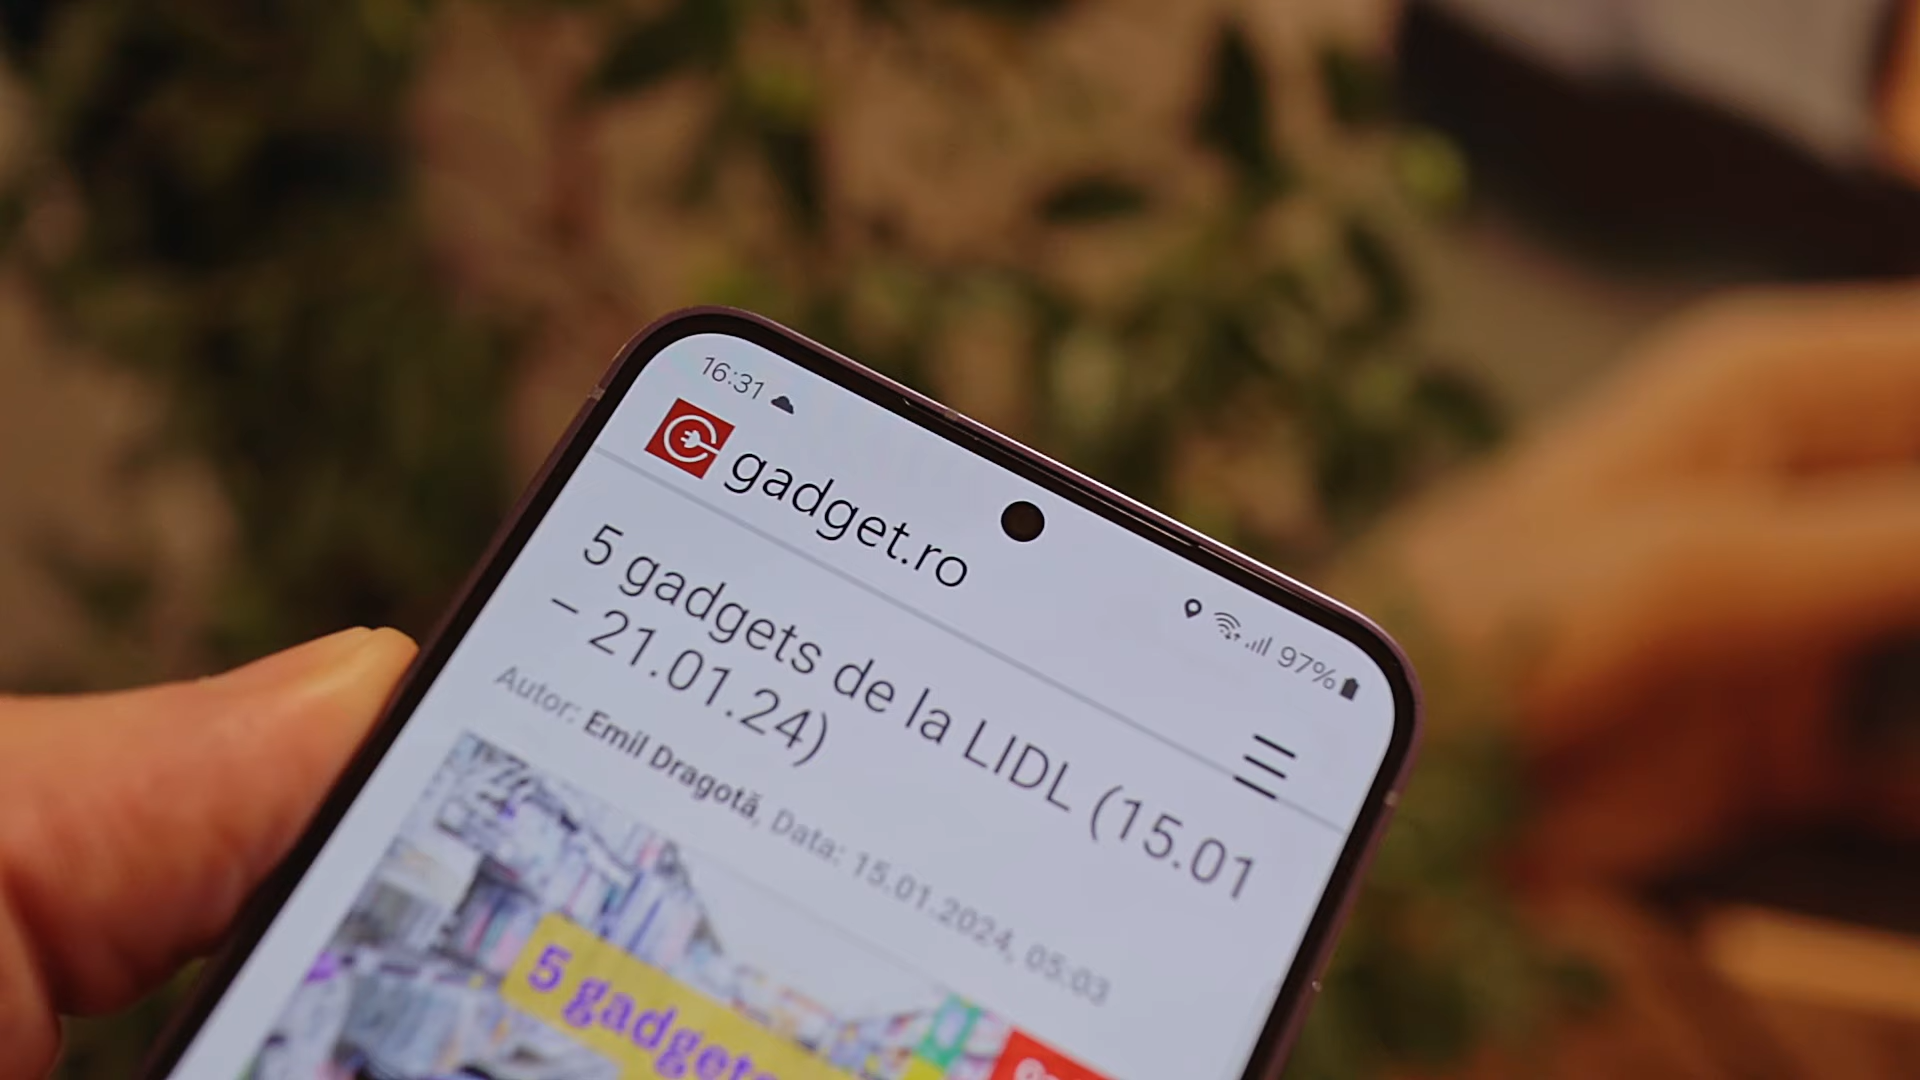 16:31
97%
gadget.ro
5 gadgets de la LIDL (15.01
– 21.01.24)
Autor: Emil Dragotă, Data: 15.01.2024, 05:03
5 gadgets